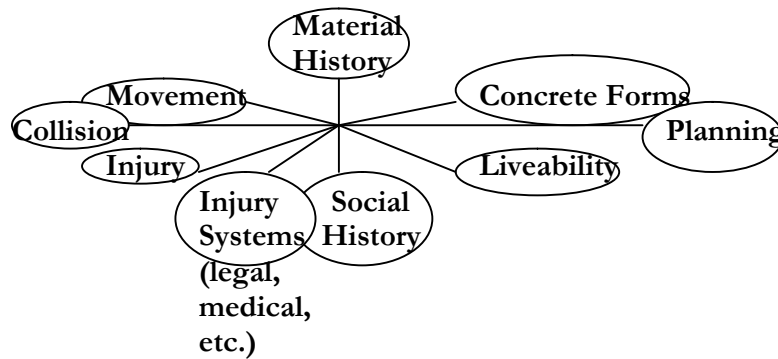 Material
History
Movement
Concrete Forms
Collision
Planning
Injury
Liveability
Injury
Systems
(legal,
medical,
etc.)
Social
History